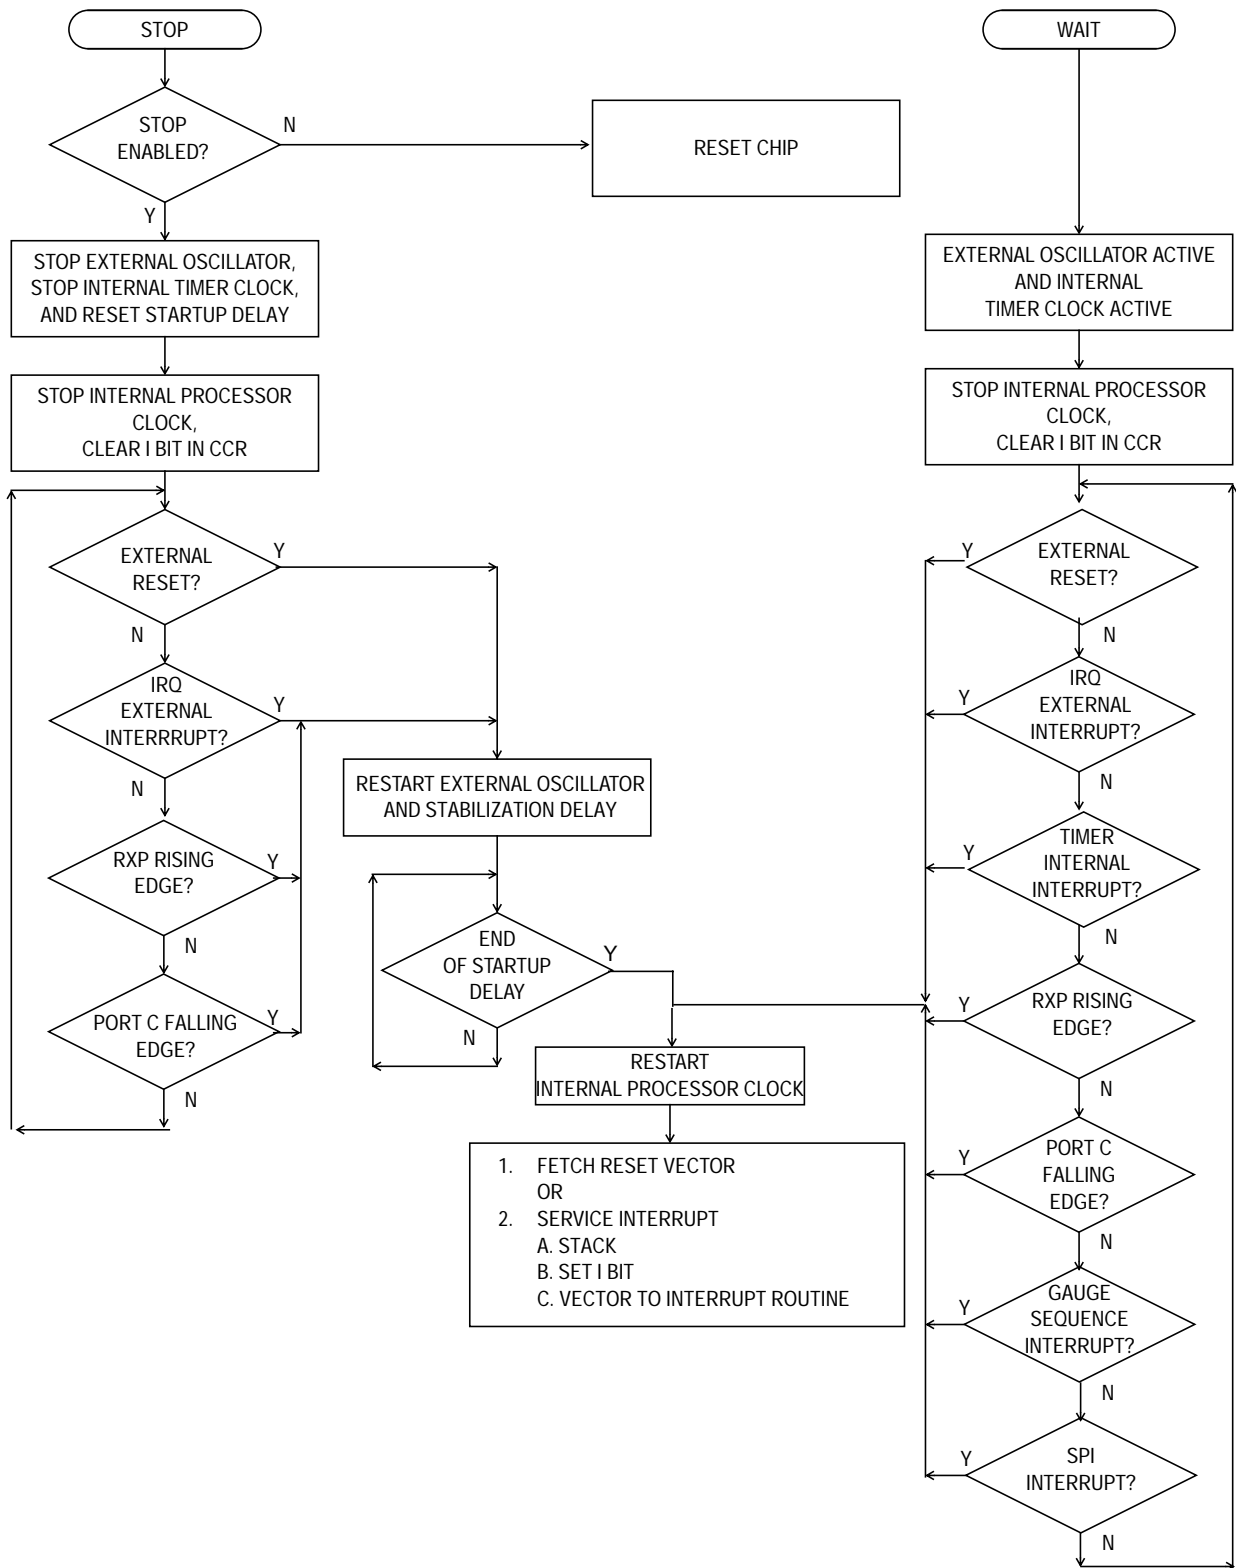 STOP
STOP
ENABLED?
N
Y
RESET CHIP
STOP EXTERNAL OSCILLATOR,
STOP INTERNAL TIMER CLOCK,
AND RESET STARTUP DELAY
STOP INTERNAL PROCESSOR
CLOCK,
CLEAR I BIT IN CCR
EXTERNAL
RESET?
Y
N
IRQ
EXTERNAL
INTERRRUPT?
Y
N
RXP RISING
EDGE?
Y
N
PORT C FALLING
EDGE?
Y
N
RESTART EXTERNAL OSCILLATOR
AND STABILIZATION DELAY
END
OF STARTUP
DELAY
Y
N
RESTART
INTERNAL PROCESSOR CLOCK
1. FETCH RESET VECTOR
OR
2. SERVICE INTERRUPT
A. STACK
B. SET I BIT
C. VECTOR TO INTERRUPT ROUTINE
WAIT
EXTERNAL OSCILLATOR ACTIVE
AND INTERNAL
TIMER CLOCK ACTIVE
STOP INTERNAL PROCESSOR
CLOCK,
CLEAR I BIT IN CCR
Y
EXTERNAL
RESET?
N
Y
IRQ
EXTERNAL
INTERRUPT?
N
Y
TIMER
INTERNAL
INTERRUPT?
N
Y
RXP RISING
EDGE?
N
Y
PORT C
FALLING
EDGE?
N
Y
GAUGE
SEQUENCE
INTERRUPT?
N
Y
SPI
INTERRUPT?
N